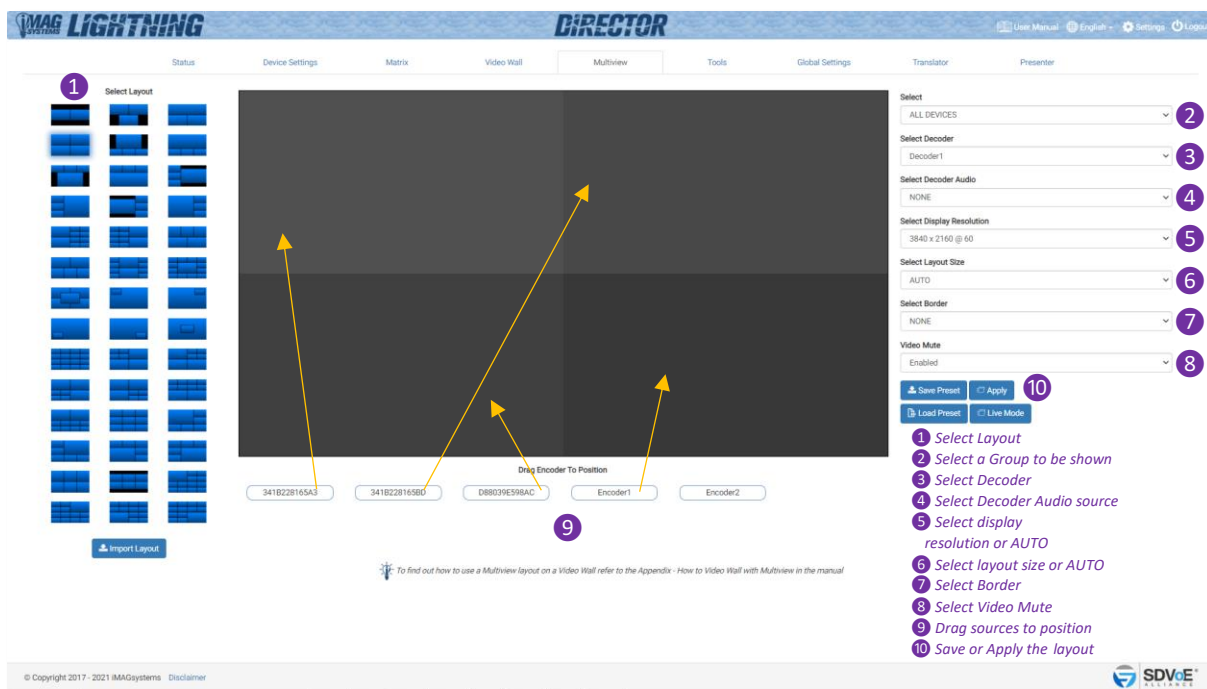 iMAG SYSTEMS LIGHTNING
DiRECTOR
User Manual English Settings Logout
Status Device Settings Matrix Video Wall Multiview Tools Global Settings Translator Presenter
1 Select Layout
Import Layout
Drag Encoder To Position
341B228165A3 341B228165BD D88039E598AC Encoder1 Encoder2
9
To find out how to use a Multiview layout on a Video Wall refer to the Appendix - How to Video Wall with Multiview in the manual
Select
ALL DEVICES 2
Select Decoder
Decoder1 3
Select Decoder Audio
NONE 4
Select Display Resolution
3840 x 2160 @ 60 5
Select Layout Size
AUTO 6
Select Border
NONE 7
Video Mute
Enabled 8
Save Preset Apply 10
Load Preset Live Mode
1 Select Layout
2 Select a Group to be shown
3 Select Decoder
4 Select Decoder Audio source
5 Select display
resolution or AUTO
6 Select layout size or AUTO
7 Select Border
8 Select Video Mute
9 Drag sources to position
10 Save or Apply the layout
© Copyright 2017 - 2021 iMAGsystems Disclaimer
SDVoE
ALLIANCE